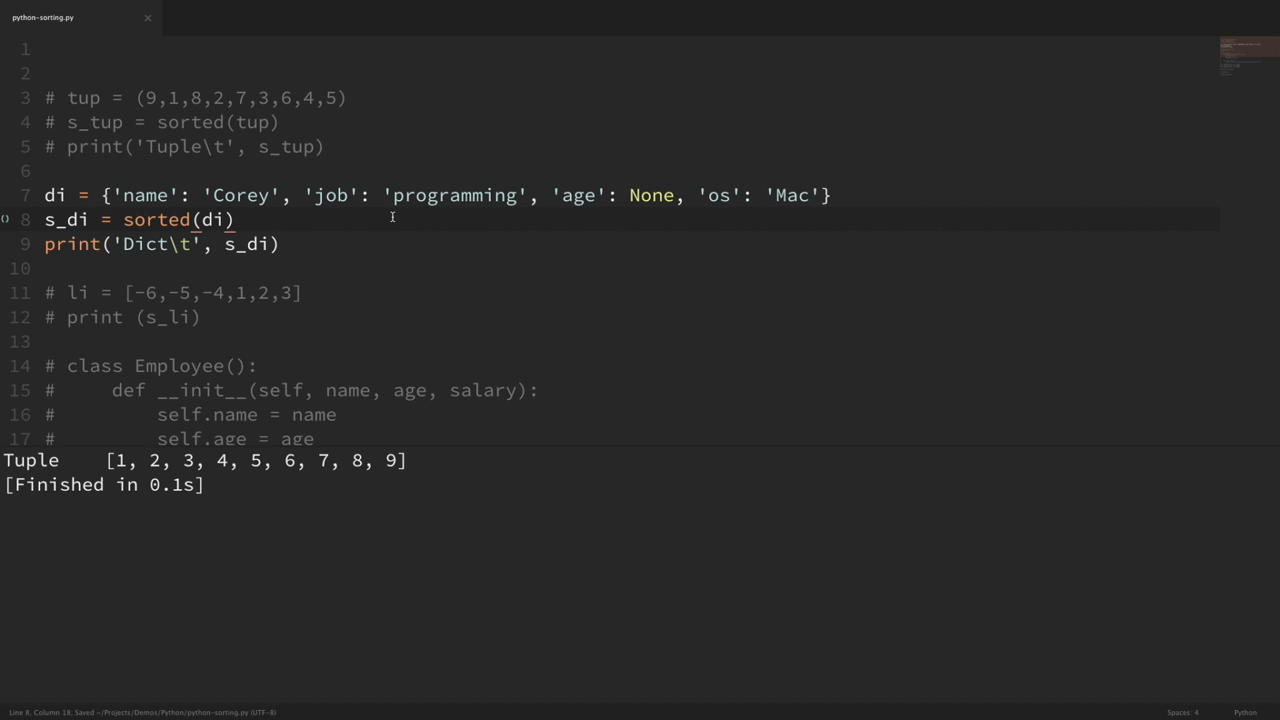 python-sorting.py ×
1
2
3 # tup = (9,1,8,2,7,3,6,4,5)
4 # s_tup = sorted(tup)
5 # print('Tuple\t', s_tup)
6
7 di = {'name': 'Corey', 'job': 'programming', 'age': None, 'os': 'Mac'}
8 s_di = sorted(di)
9 print('Dict\t', s_di)
10
11 # li = [-6,-5,-4,1,2,3]
12 # print (s_li)
13
14 # class Employee():
15 #     def __init__(self, name, age, salary):
16 #         self.name = name
17 #         self.age = age
Tuple    [1, 2, 3, 4, 5, 6, 7, 8, 9]
[Finished in 0.1s]
Line 8, Column 18; Saved ~/Projects/Demos/Python/python-sorting.py (UTF-8) Spaces: 4 Python